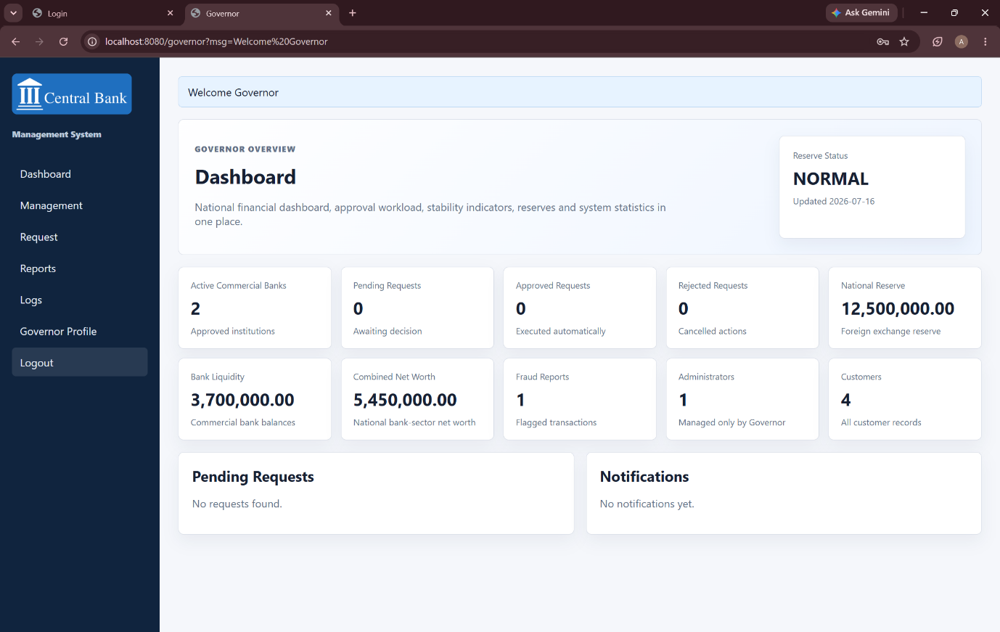 Login
Governor
Ask Gemini
localhost:8080/governor?msg=Welcome%20Governor
A
Central Bank
Management System
Dashboard
Management
Request
Reports
Logs
Governor Profile
Logout
Welcome Governor
GOVERNOR OVERVIEW
Dashboard
National financial dashboard, approval workload, stability indicators, reserves and system statistics in
one place.
Reserve Status
NORMAL
Updated 2026-07-16
Active Commercial Banks
2
Approved institutions
Pending Requests
0
Awaiting decision
Approved Requests
0
Executed automatically
Rejected Requests
0
Cancelled actions
National Reserve
12,500,000.00
Foreign exchange reserve
Bank Liquidity
3,700,000.00
Commercial bank balances
Combined Net Worth
5,450,000.00
National bank-sector net worth
Fraud Reports
1
Flagged transactions
Administrators
1
Managed only by Governor
Customers
4
All customer records
Pending Requests
No requests found.
Notifications
No notifications yet.